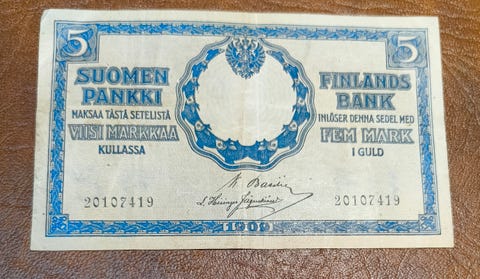 5 5
SUOMEN
PANKKI
MAKSAA TÄSTÄ SETELISTÄ
VIISI MARKKAA
KULLASSA
FINLANDS
BANK
INLÖSER DENNA SEDEL MED
FEM MARK
I GULD
20107419 20107419
1909